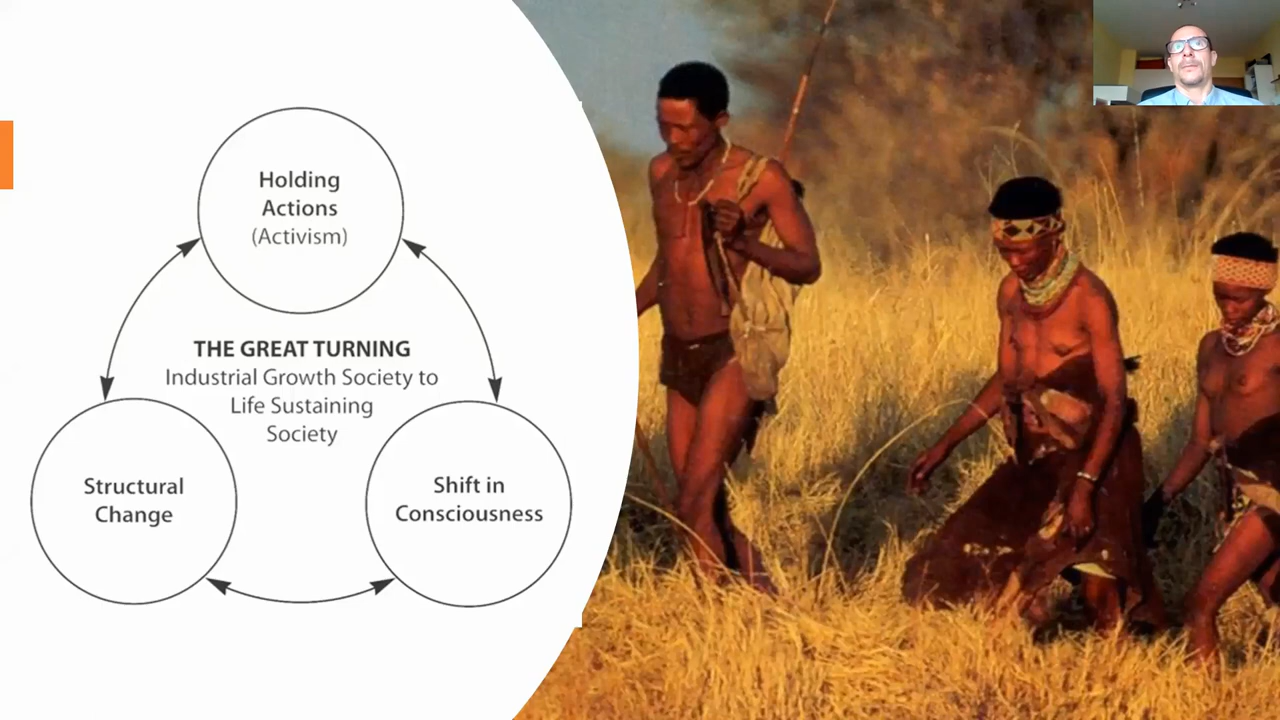 Holding
Actions
(Activism)
THE GREAT TURNING
Industrial Growth Society to
Life Sustaining
Society
Structural
Change
Shift in
Consciousness